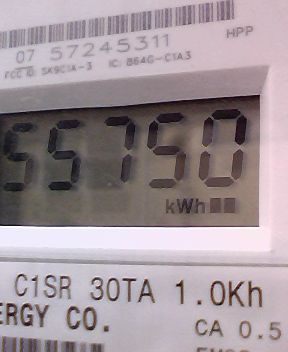 HPP
07 57245311
FCC ID: SK9C1A-3 IC: 864G-C1A3
55750
kWh
C1SR 30TA 1.0Kh
ERGY CO.
CA 0.5